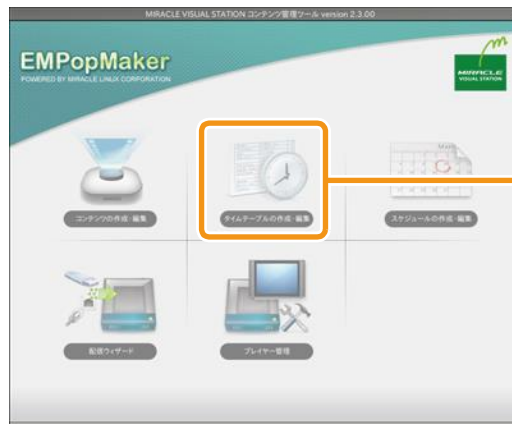 MIRACLE VISUAL STATION コンテンツ管理ツール version 2.3.00
EMPopMaker
POWERED BY MIRACLE LINUX CORPORATION
MIRACLE
VISUAL STATION
コンテンツの作成・編集
タイムテーブルの作成・編集
スケジュールの作成・編集
配信ウィザード
プレイヤー管理